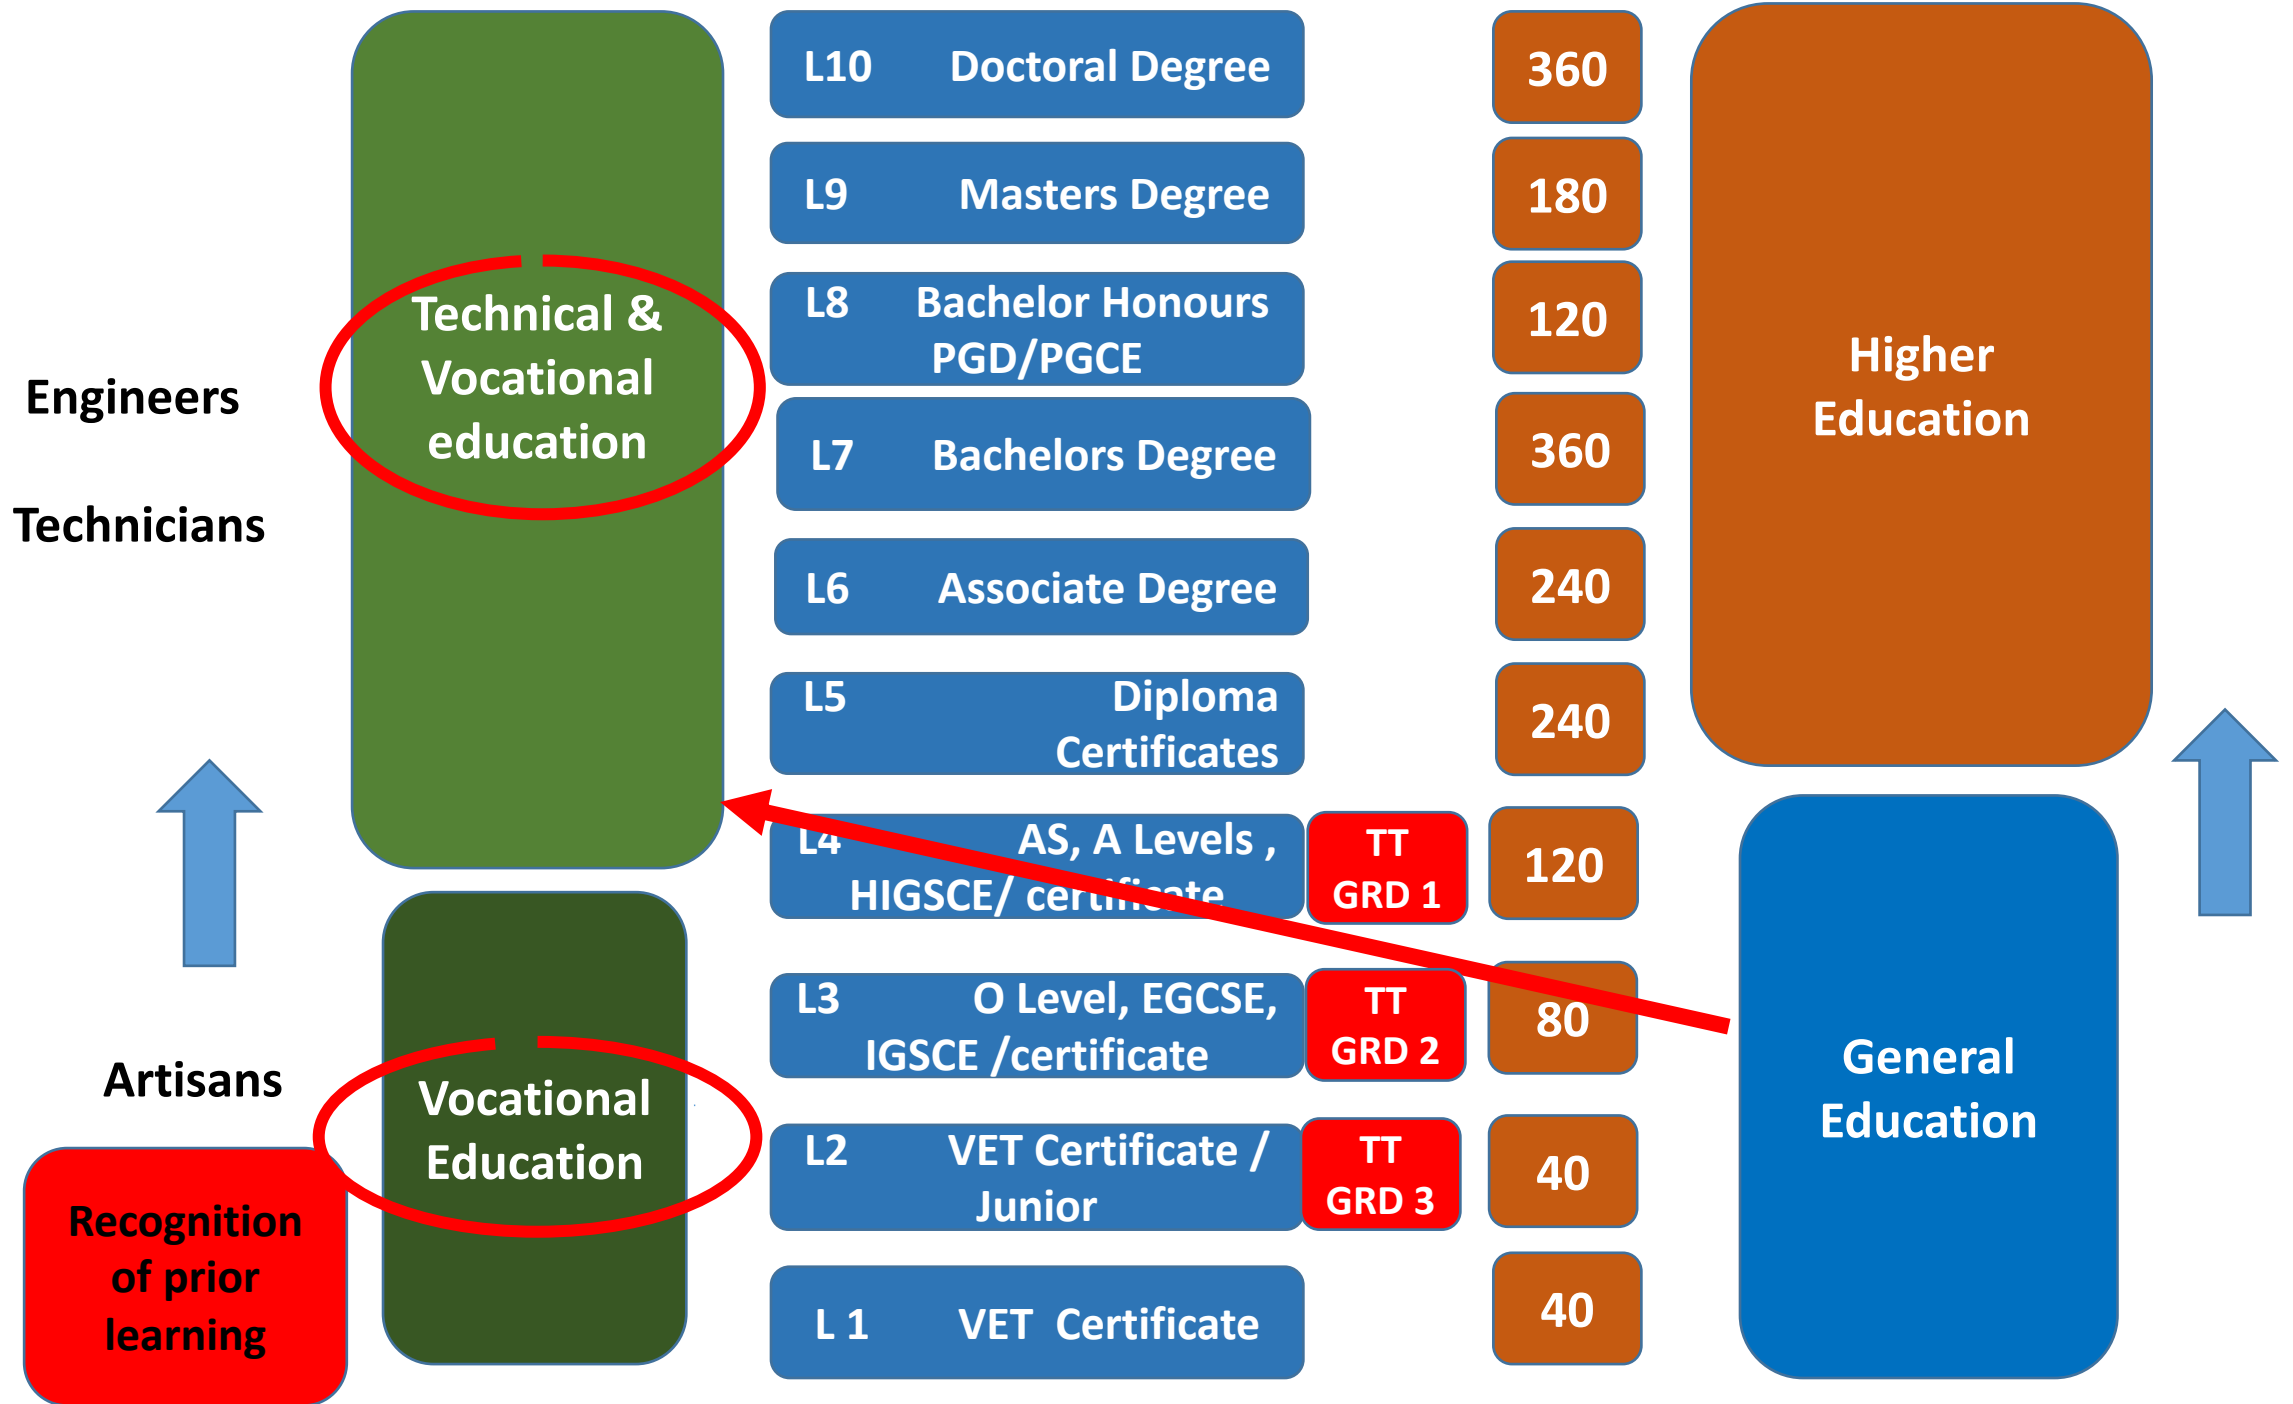 Engineers
Technicians
Artisans
Recognition
of prior
learning
Technical &
Vocational
education
Vocational
Education
L10 Doctoral Degree
L9 Masters Degree
L8 Bachelor Honours
PGD/PGCE
L7 Bachelors Degree
L6 Associate Degree
L5 Diploma
Certificates
L4 AS, A Levels ,
HIGSCE/ certificate
L3 O Level, EGCSE,
IGSCE /certificate
L2 VET Certificate /
Junior
L 1 VET Certificate
TT
GRD 1
TT
GRD 2
TT
GRD 3
360
180
120
360
240
240
120
80
40
40
Higher
Education
General
Education